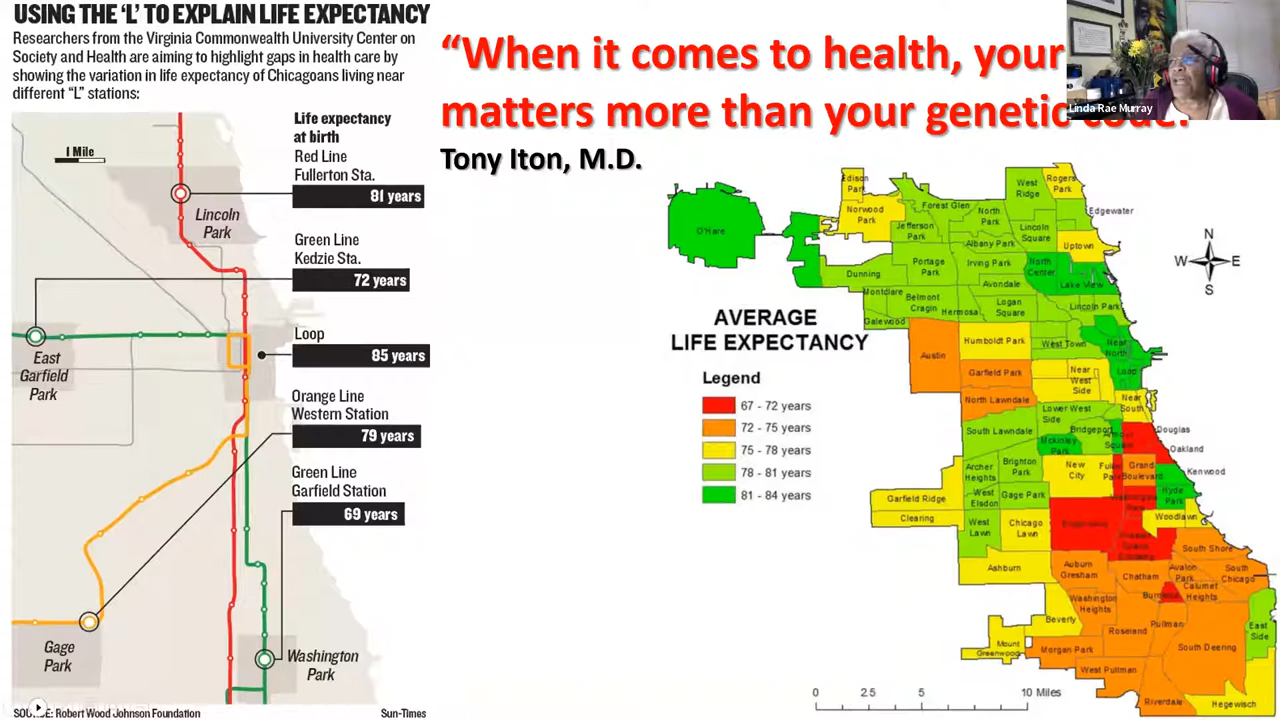 USING THE 'L' TO EXPLAIN LIFE EXPECTANCY
Researchers from the Virginia Commonwealth University Center on
Society and Health are aiming to highlight gaps in health care by
showing the variation in life expectancy of Chicagoans living near
different "L" stations:
1 Mile
Life expectancy
at birth
Red Line
Fullerton Sta.
81 years
Lincoln
Park
Green Line
Kedzie Sta.
72 years
Loop
85 years
East
Garfield
Park
Orange Line
Western Station
79 years
Green Line
Garfield Station
69 years
Gage
Park
Washington
Park
Robert Wood Johnson Foundation
Sun-Times
“When it comes to health, your
matters more than your genetic
Tony Iton, M.D.
Linda Rae Murray
AVERAGE
LIFE EXPECTANCY
Legend
67 - 72 years
72 - 75 years
75 - 78 years
78 - 81 years
81 - 84 years
N
W E
S
O'Hare
Edison
Park
Norwood
Park
Forest Glen
Jefferson
Park
North
Park
West
Ridge
Rogers
Park
Edgewater
Lincoln
Square
Uptown
Albany Park
Portage
Park
Irving Park
North
Center
Lake View
Dunning
Avondale
Montclare
Belmont
Cragin
Hermosa
Logan
Square
Lincoln Park
Galewood
Austin
Humboldt Park
West Town
Near
North
Garfield Park
Near
West
Side
Loop
North Lawndale
Near
South
Lower West
Side
South Lawndale
Bridgeport
McKinley
Park
Square
Douglas
Oakland
Kenwood
Archer
Heights
Brighton
Park
New
City
Grand
Boulevard
Hyde
Park
West
Elsdon
Gage Park
Garfield Ridge
Clearing
West
Lawn
Chicago
Lawn
Woodlawn
Ashburn
Auburn
Gresham
Chatham
South Shore
Avalon
Park
South
Chicago
Calumet
Heights
Washington
Heights
Beverly
Pullman
Roseland
East
Side
Mount
Greenwood
Morgan Park
South Deering
West Pullman
Riverdale
Hegewisch
0 2.5 5 10 Miles